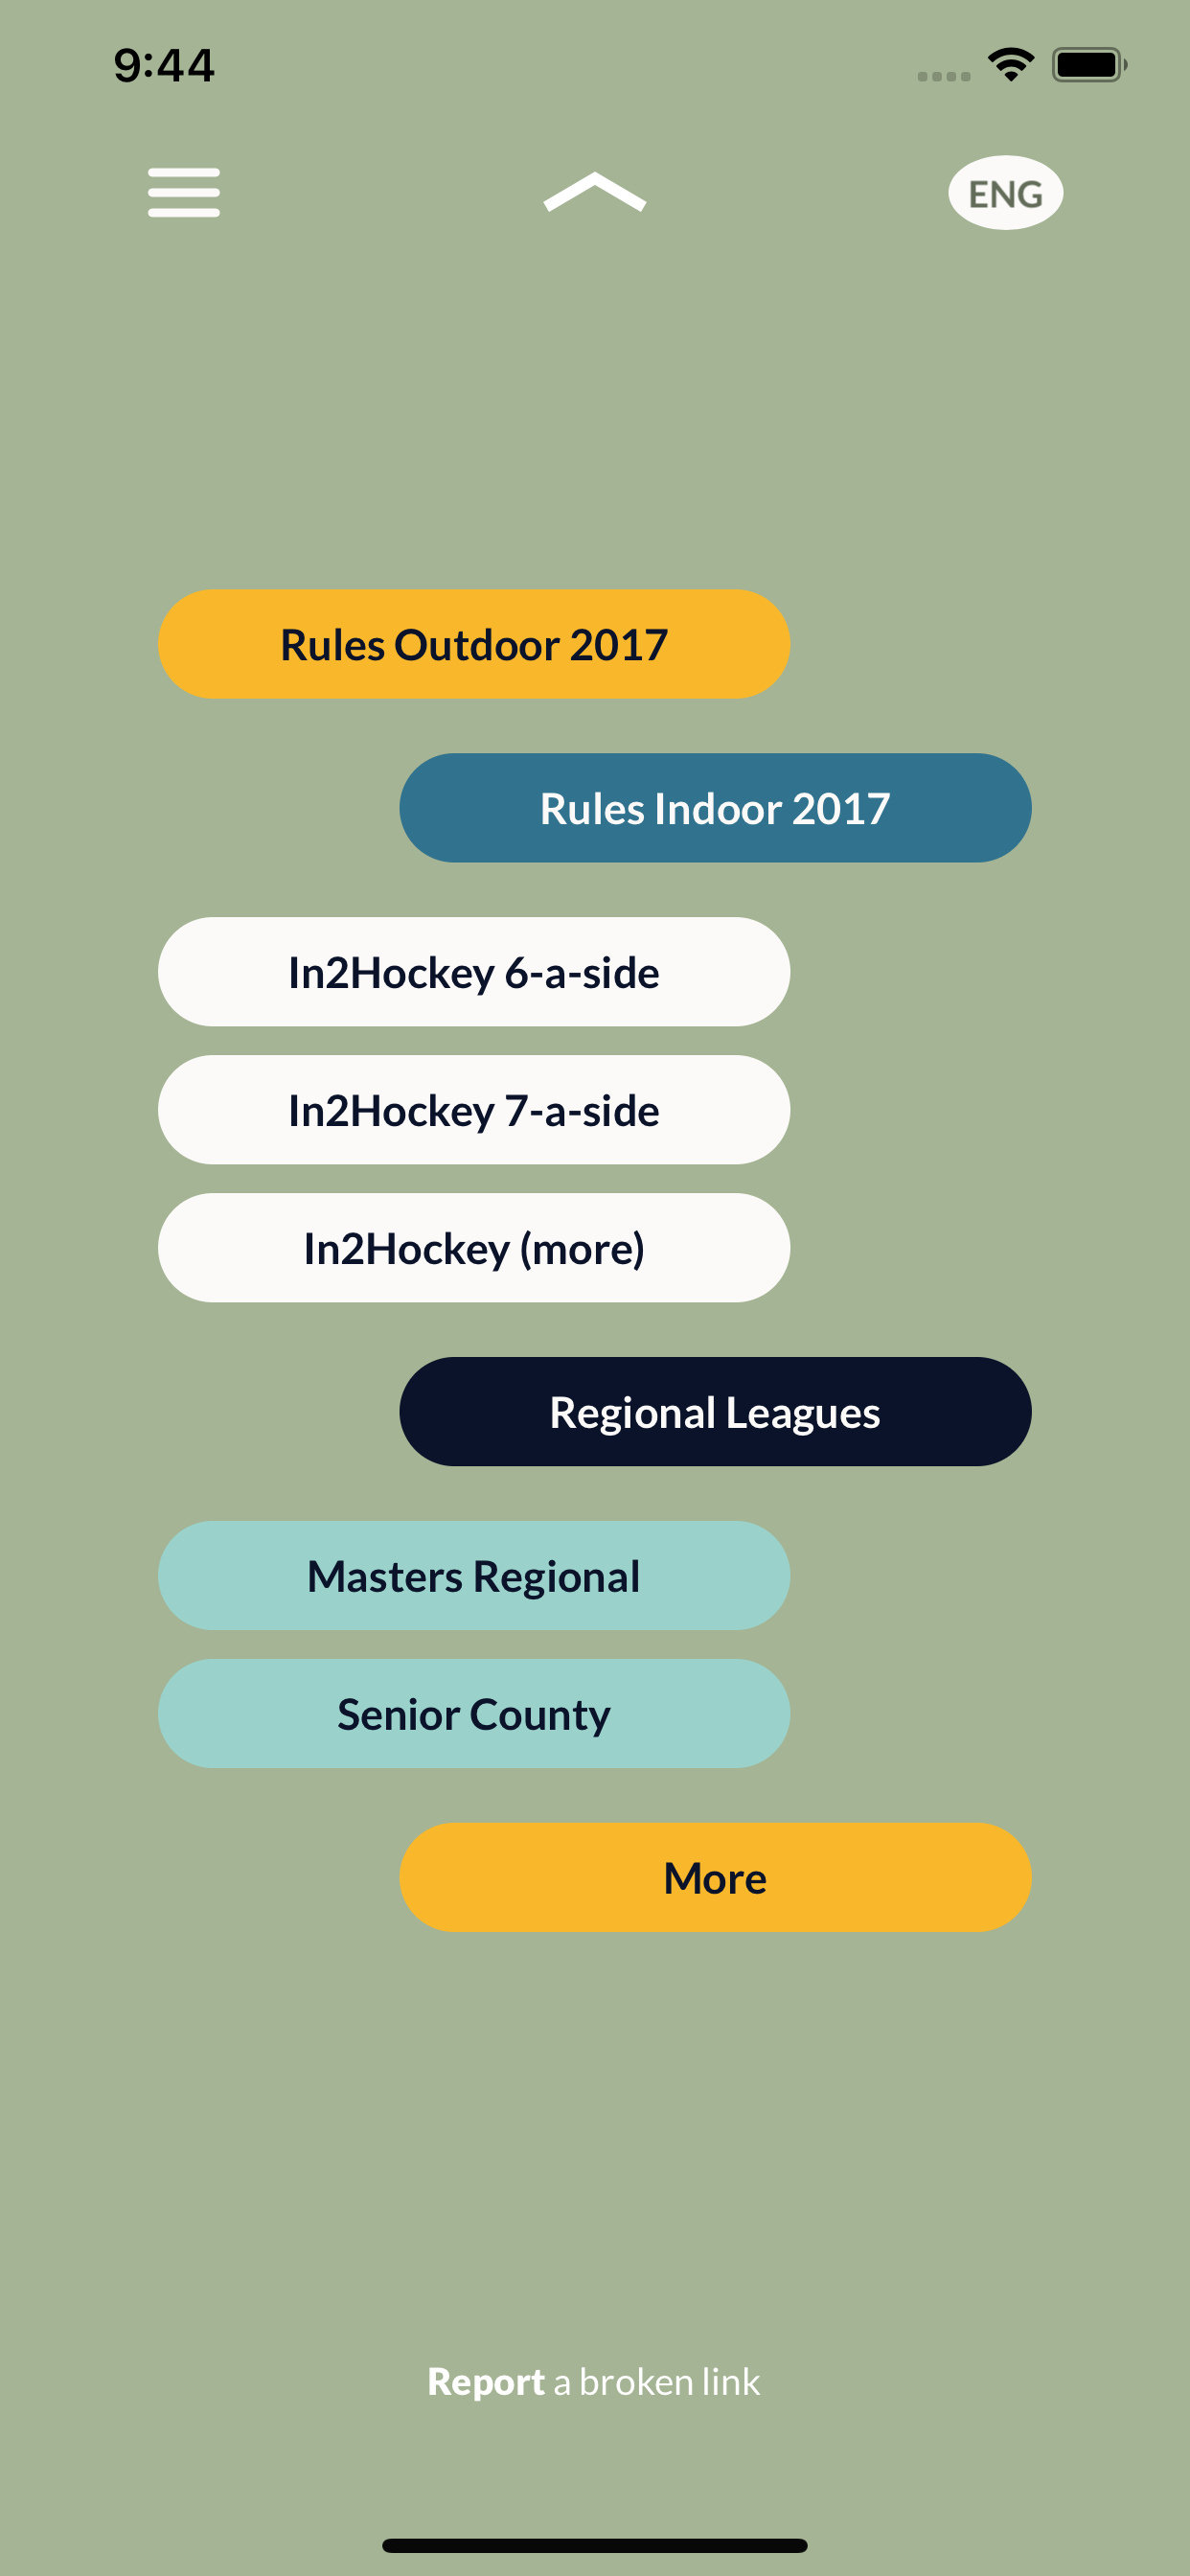 9:44
ENG
Rules Outdoor 2017
Rules Indoor 2017
In2Hockey 6-a-side
In2Hockey 7-a-side
In2Hockey (more)
Regional Leagues
Masters Regional
Senior County
More
Report a broken link